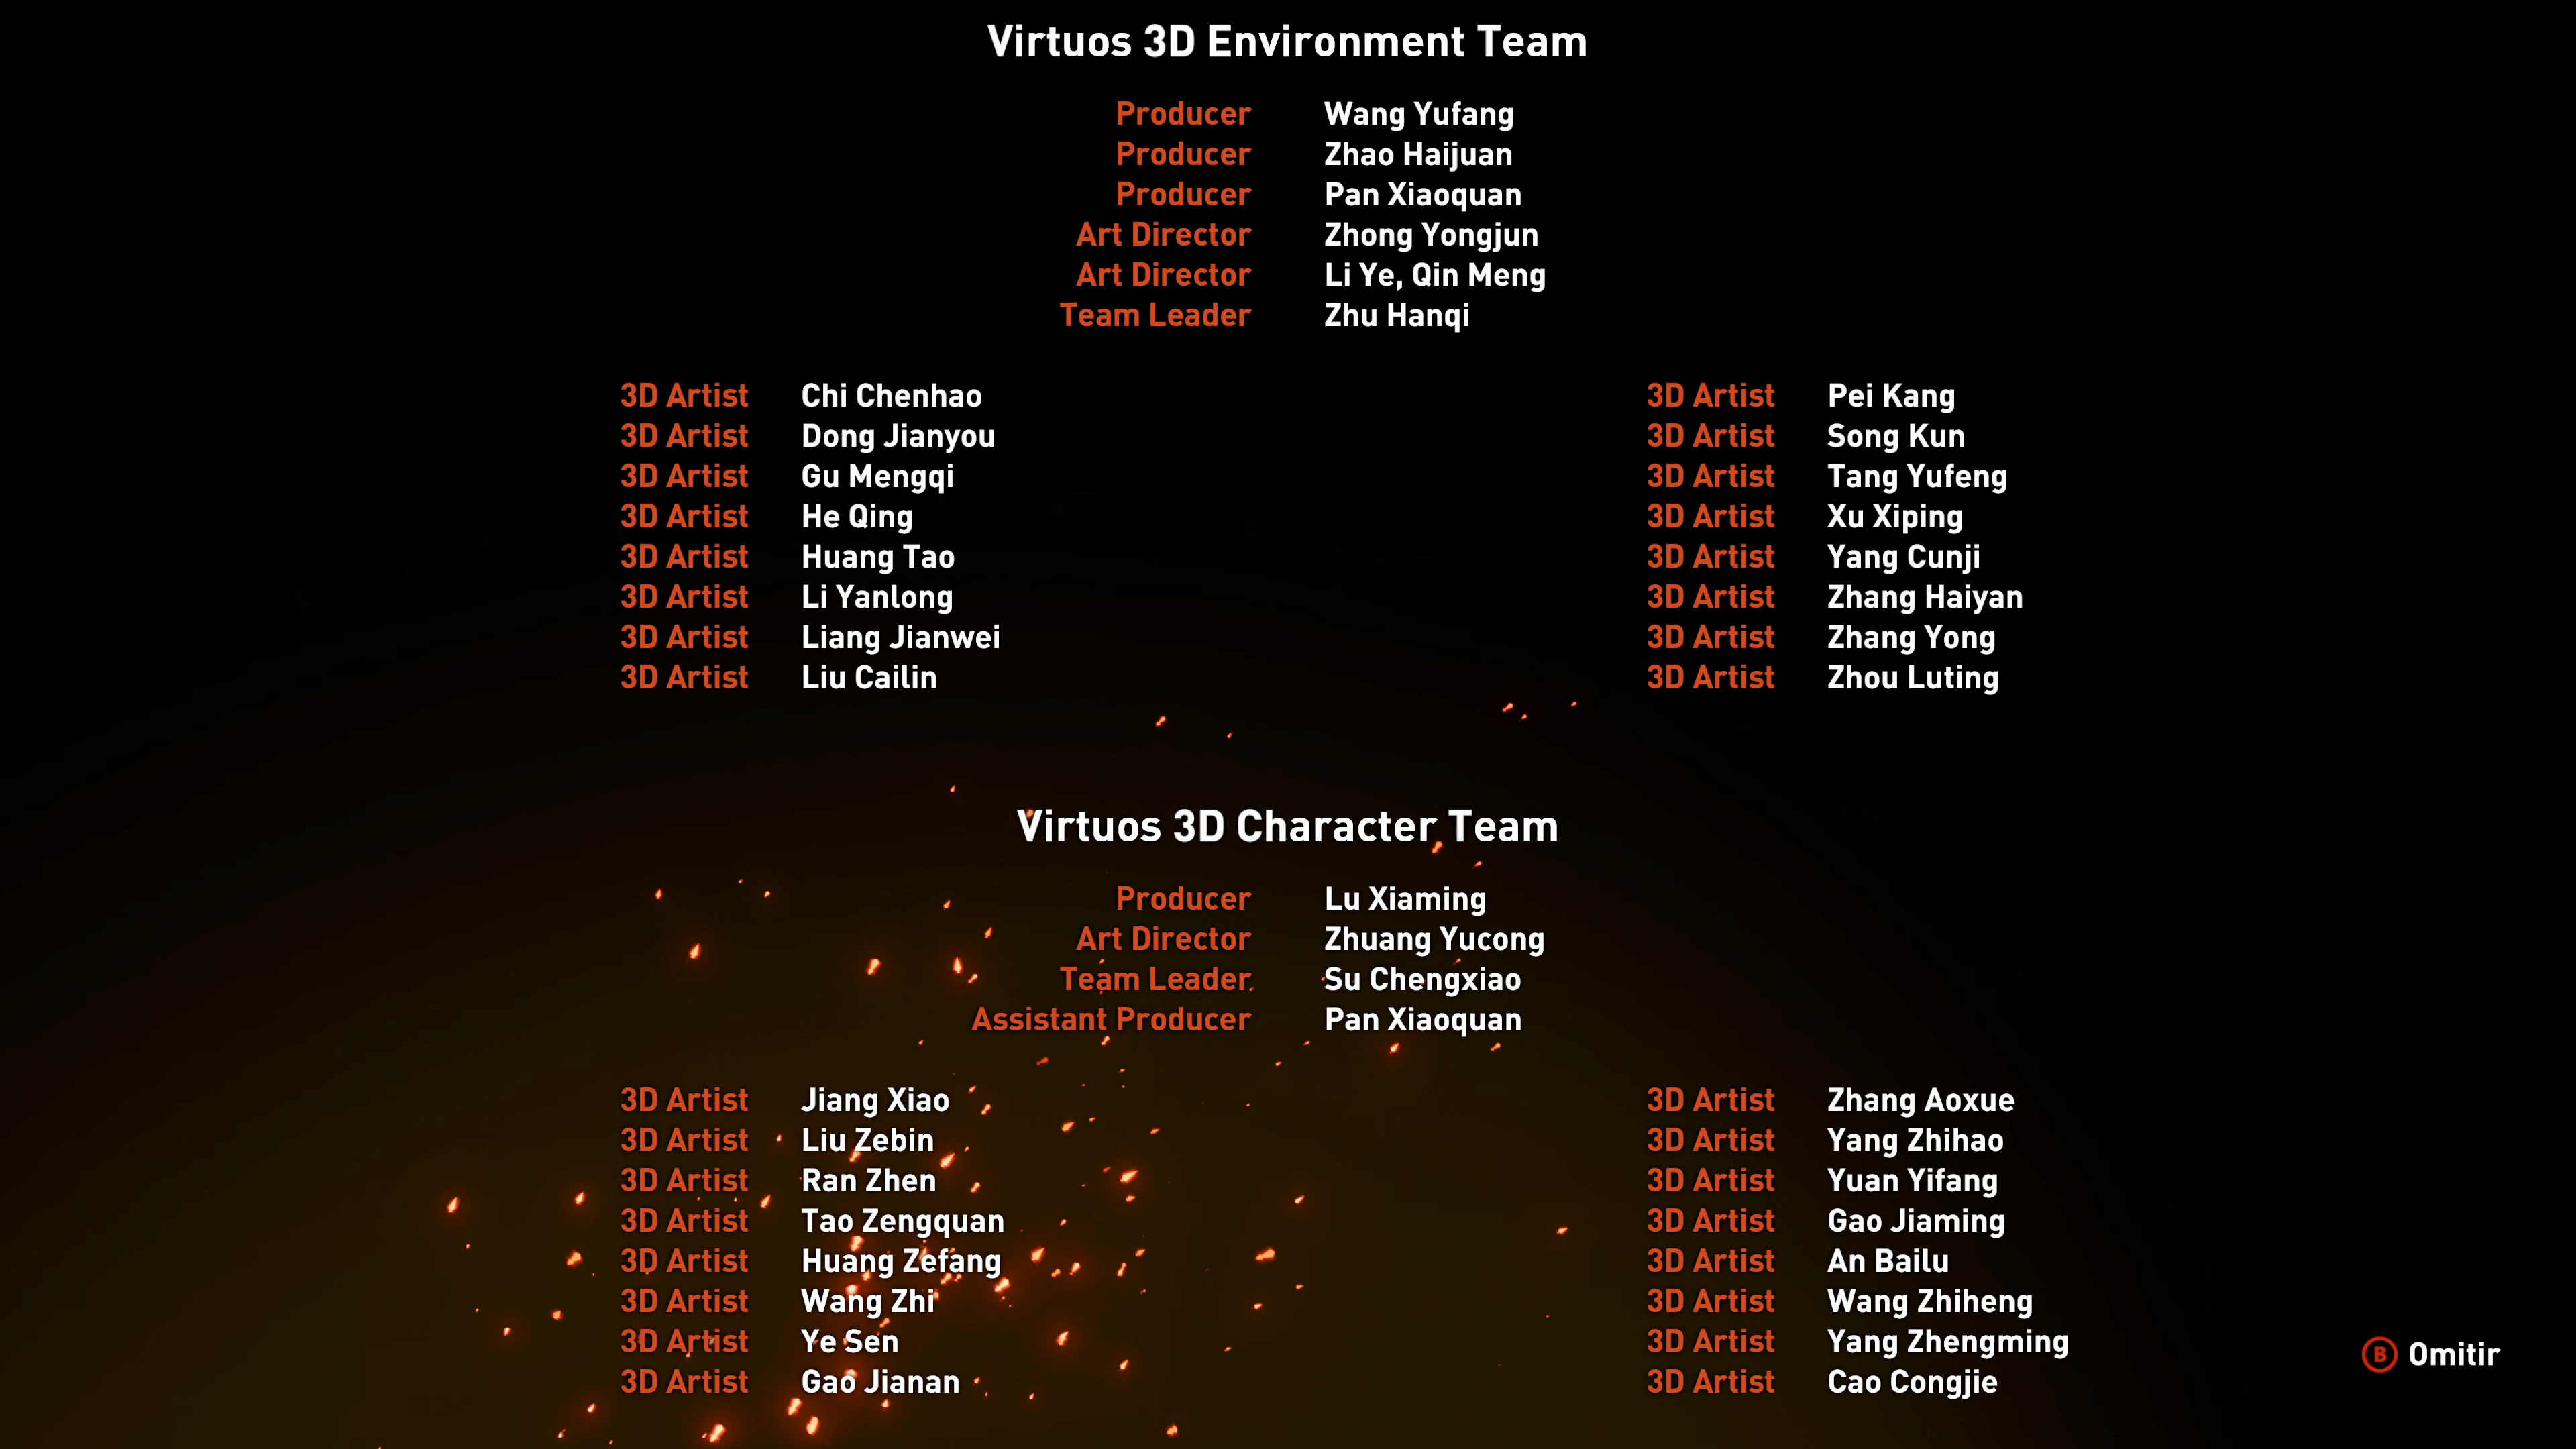 Virtuos 3D Environment Team
Producer Wang Yufang
Producer Zhao Haijuan
Producer Pan Xiaoquan
Art Director Zhong Yongjun
Art Director Li Ye, Qin Meng
Team Leader Zhu Hanqi
3D Artist Chi Chenhao 3D Artist Pei Kang
3D Artist Dong Jianyou 3D Artist Song Kun
3D Artist Gu Mengqi 3D Artist Tang Yufeng
3D Artist He Qing 3D Artist Xu Xiping
3D Artist Huang Tao 3D Artist Yang Cunji
3D Artist Li Yanlong 3D Artist Zhang Haiyan
3D Artist Liang Jianwei 3D Artist Zhang Yong
3D Artist Liu Cailin 3D Artist Zhou Luting
Virtuos 3D Character Team
Producer Lu Xiaming
Art Director Zhuang Yucong
Team Leader Su Chengxiao
Assistant Producer Pan Xiaoquan
3D Artist Jiang Xiao 3D Artist Zhang Aoxue
3D Artist Liu Zebin 3D Artist Yang Zhihao
3D Artist Ran Zhen 3D Artist Yuan Yifang
3D Artist Tao Zengquan 3D Artist Gao Jiaming
3D Artist Huang Zefang 3D Artist An Bailu
3D Artist Wang Zhi 3D Artist Wang Zhiheng
3D Artist Ye Sen 3D Artist Yang Zhengming
B Omitir
3D Artist Gao Jianan 3D Artist Cao Congjie